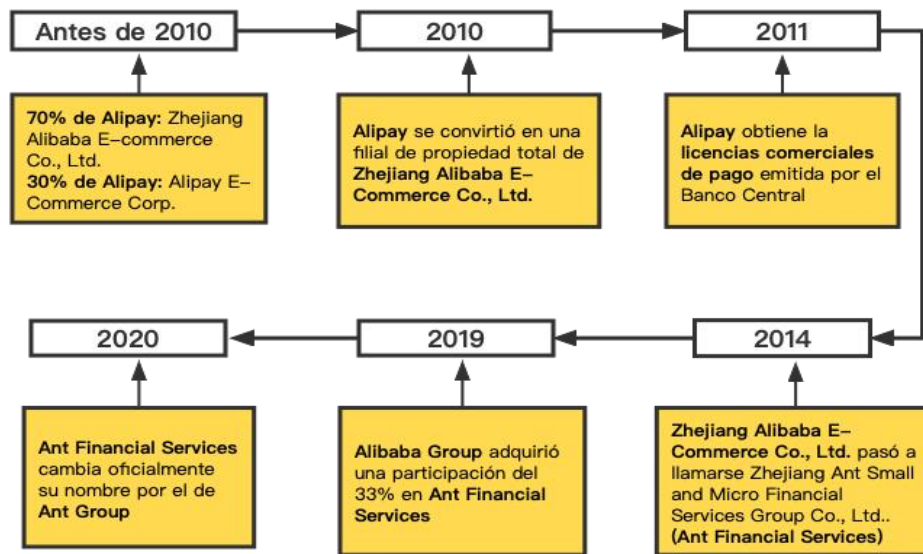 Antes de 2010
2010
2011
70% de Alipay: Zhejiang
Alibaba E-commerce
Co., Ltd.
30% de Alipay: Alipay E-
Commerce Corp.
Alipay se convirtió en una
filial de propiedad total de
Zhejiang Alibaba E-
Commerce Co., Ltd.
Alipay obtiene la
licencias comerciales
de pago emitida por el
Banco Central
2020
2019
2014
Ant Financial Services
cambia oficialmente
su nombre por el de
Ant Group
Alibaba Group adquirió
una participación del
33% en Ant Financial
Services
Zhejiang Alibaba E-
Commerce Co., Ltd. pasó a
llamarse Zhejiang Ant Small
and Micro Financial
Services Group Co., Ltd..
(Ant Financial Services)